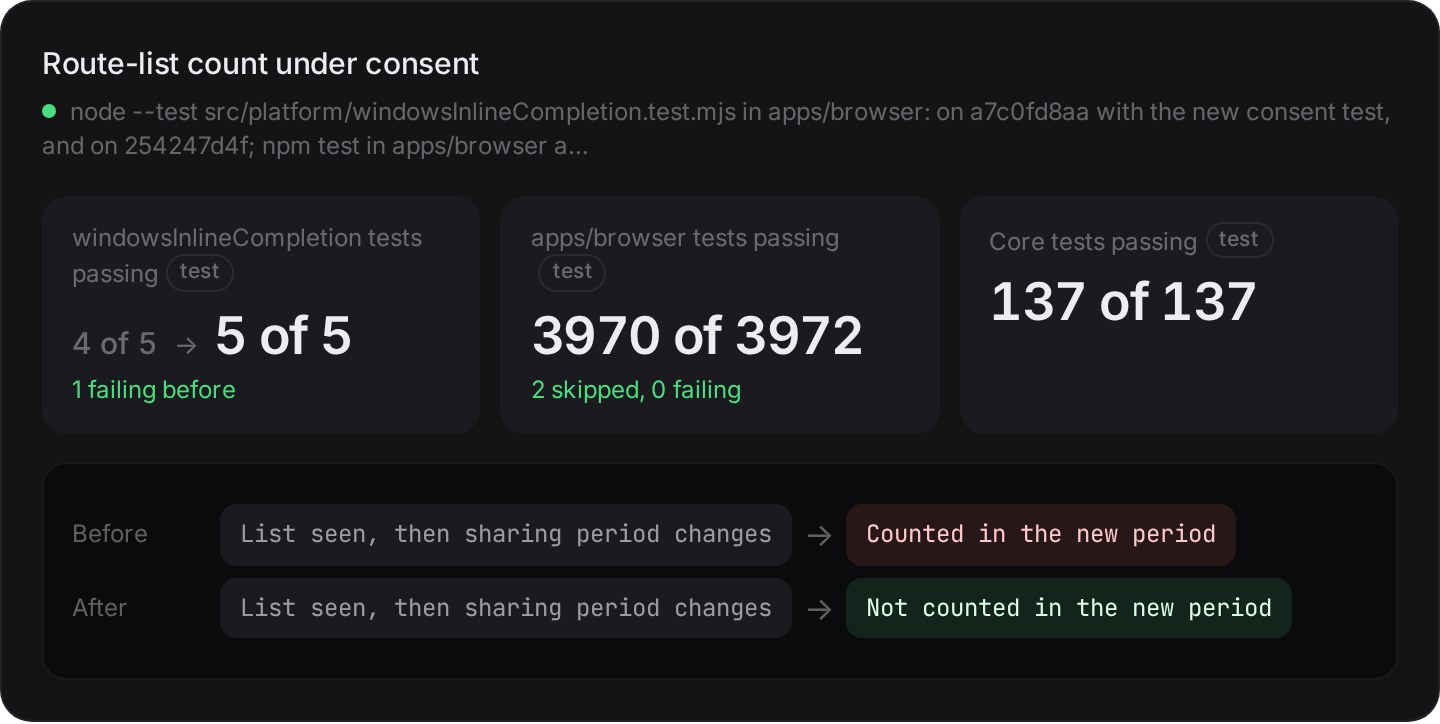 Route-list count under consent
node --test src/platform/windowsInlineCompletion.test.mjs in apps/browser: on a7c0fd8aa with the new consent test,
and on 254247d4f; npm test in apps/browser a...
windowsInlineCompletion tests
passing test
4 of 5 → 5 of 5
1 failing before
apps/browser tests passing
test
3970 of 3972
2 skipped, 0 failing
Core tests passing test
137 of 137
Before List seen, then sharing period changes → Counted in the new period
After List seen, then sharing period changes → Not counted in the new period